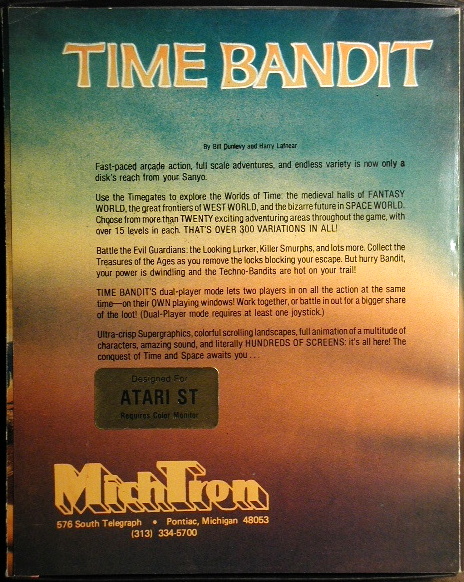 TIME BANDIT
By Bill Dunlevy and Harry Lafnear
Fast-paced arcade action, full scale adventures, and endless variety is now only a
disk's reach from your Sanyo.
Use the Timegates to explore the Worlds of Time: the medieval halls of FANTASY
WORLD, the great frontiers of WEST WORLD, and the bizarre future in SPACE WORLD.
Choose from more than TWENTY exciting adventuring areas throughout the game, with
over 15 levels in each. THAT'S OVER 300 VARIATIONS IN ALL!
Battle the Evil Guardians: the Looking Lurker, Killer Smurphs, and lots more. Collect the
Treasures of the Ages as you remove the locks blocking your escape. But hurry Bandit,
your power is dwindling and the Techno-Bandits are hot on your trail!
TIME BANDIT'S dual-player mode lets two players in on all the action at the same
time—on their OWN playing windows! Work together, or battle in out for a bigger share
of the loot! (Dual-Player mode requires at least one joystick.)
Ultra-crisp Supergraphics, colorful scrolling landscapes, full animation of a multitude of
characters, amazing sound, and literally HUNDREDS OF SCREENS: it's all here! The
conquest of Time and Space awaits you . . .
Designed For
ATARI ST
Requires Color Monitor
MichTron
576 South Telegraph • Pontiac, Michigan 48053
(313) 334-5700